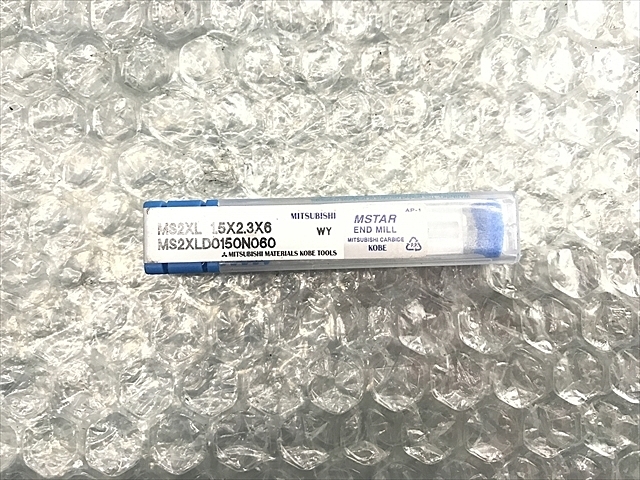 MITSUBISHI
MS2XL 1.5X2.3X6
WY
MS2XLD0150N060
MITSUBISHI MATERIALS KOBE TOOLS
AP-1
MSTAR
END MILL
MITSUBISHI CARBIDE
KOBE